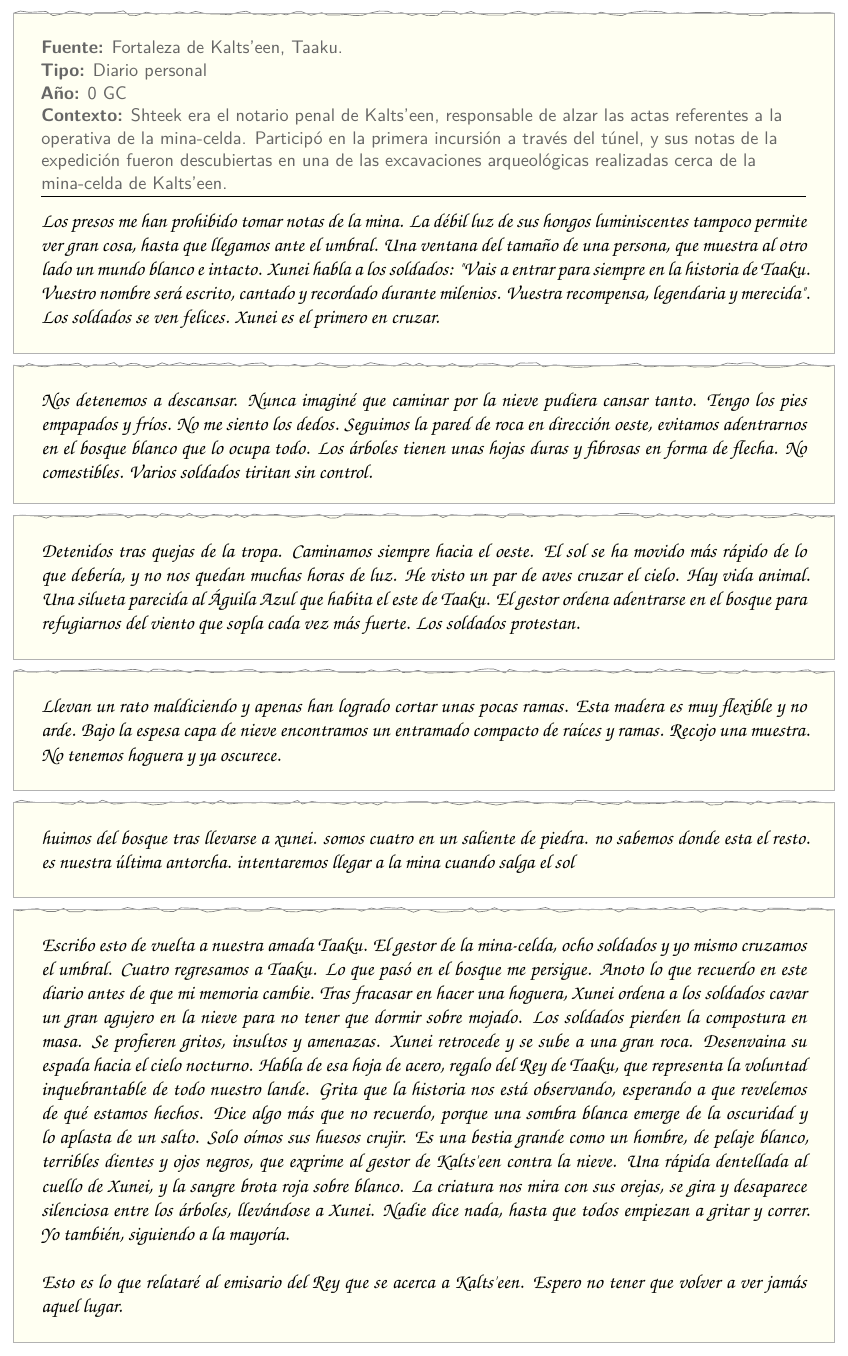 Fuente: Fortaleza de Kalts'een, Taaku.
Tipo: Diario personal
Año: 0 GC
Contexto: Shteek era el notario penal de Kalts'een, responsable de alzar las actas referentes a la
operativa de la mina-celda. Participó en la primera incursión a través del túnel, y sus notas de la
expedición fueron descubiertas en una de las excavaciones arqueológicas realizadas cerca de la
mina-celda de Kalts'een.
Los presos me han prohibido tomar notas de la mina. La débil luz de sus hongos luminiscentes tampoco permite
ver gran cosa, hasta que llegamos ante el umbral. Una ventana del tamaño de una persona, que muestra al otro
lado un mundo blanco e intacto. Xunei habla a los soldados: "Vais a entrar para siempre en la historia de Taaku.
Vuestro nombre será escrito, cantado y recordado durante milenios. Vuestra recompensa, legendaria y merecida".
Los soldados se ven felices. Xunei es el primero en cruzar.
Nos detenemos a descansar. Nunca imaginé que caminar por la nieve pudiera cansar tanto. Tengo los pies
empapados y fríos. No me siento los dedos. Seguimos la pared de roca en dirección oeste, evitamos adentrarnos
en el bosque blanco que lo ocupa todo. Los árboles tienen unas hojas duras y fibrosas en forma de flecha. No
comestibles. Varios soldados tiritan sin control.
Detenidos tras quejas de la tropa. Caminamos siempre hacia el oeste. El sol se ha movido más rápido de lo
que debería, y no nos quedan muchas horas de luz. He visto un par de aves cruzar el cielo. Hay vida animal.
Una silueta parecida al Águila Azul que habita el este de Taaku. El gestor ordena adentrarse en el bosque para
refugiarnos del viento que sopla cada vez más fuerte. Los soldados protestan.
Llevan un rato maldiciendo y apenas han logrado cortar unas pocas ramas. Esta madera es muy flexible y no
arde. Bajo la espesa capa de nieve encontramos un entramado compacto de raíces y ramas. Recojo una muestra.
No tenemos hoguera y ya oscurece.
huimos del bosque tras llevarse a xunei. somos cuatro en un saliente de piedra. no sabemos donde esta el resto.
es nuestra última antorcha. intentaremos llegar a la mina cuando salga el sol
Escribo esto de vuelta a nuestra amada Taaku. El gestor de la mina-celda, ocho soldados y yo mismo cruzamos
el umbral. Cuatro regresamos a Taaku. Lo que pasó en el bosque me persigue. Anoto lo que recuerdo en este
diario antes de que mi memoria cambie. Tras fracasar en hacer una hoguera, Xunei ordena a los soldados cavar
un gran agujero en la nieve para no tener que dormir sobre mojado. Los soldados pierden la compostura en
masa. Se profieren gritos, insultos y amenazas. Xunei retrocede y se sube a una gran roca. Desenvaina su
espada hacia el cielo nocturno. Habla de esa hoja de acero, regalo del Rey de Taaku, que representa la voluntad
inquebrantable de todo nuestro lande. Grita que la historia nos está observando, esperando a que revelemos
de qué estamos hechos. Dice algo más que no recuerdo, porque una sombra blanca emerge de la oscuridad y
lo aplasta de un salto. Solo oímos sus huesos crujir. Es una bestia grande como un hombre, de pelaje blanco,
terribles dientes y ojos negros, que exprime al gestor de Kalts'een contra la nieve. Una rápida dentellada al
cuello de Xunei, y la sangre brota roja sobre blanco. La criatura nos mira con sus orejas, se gira y desaparece
silenciosa entre los árboles, llevándose a Xunei. Nadie dice nada, hasta que todos empiezan a gritar y correr.
Yo también, siguiendo a la mayoría.
Esto es lo que relataré al emisario del Rey que se acerca a Kalts'een. Espero no tener que volver a ver jamás
aquel lugar.